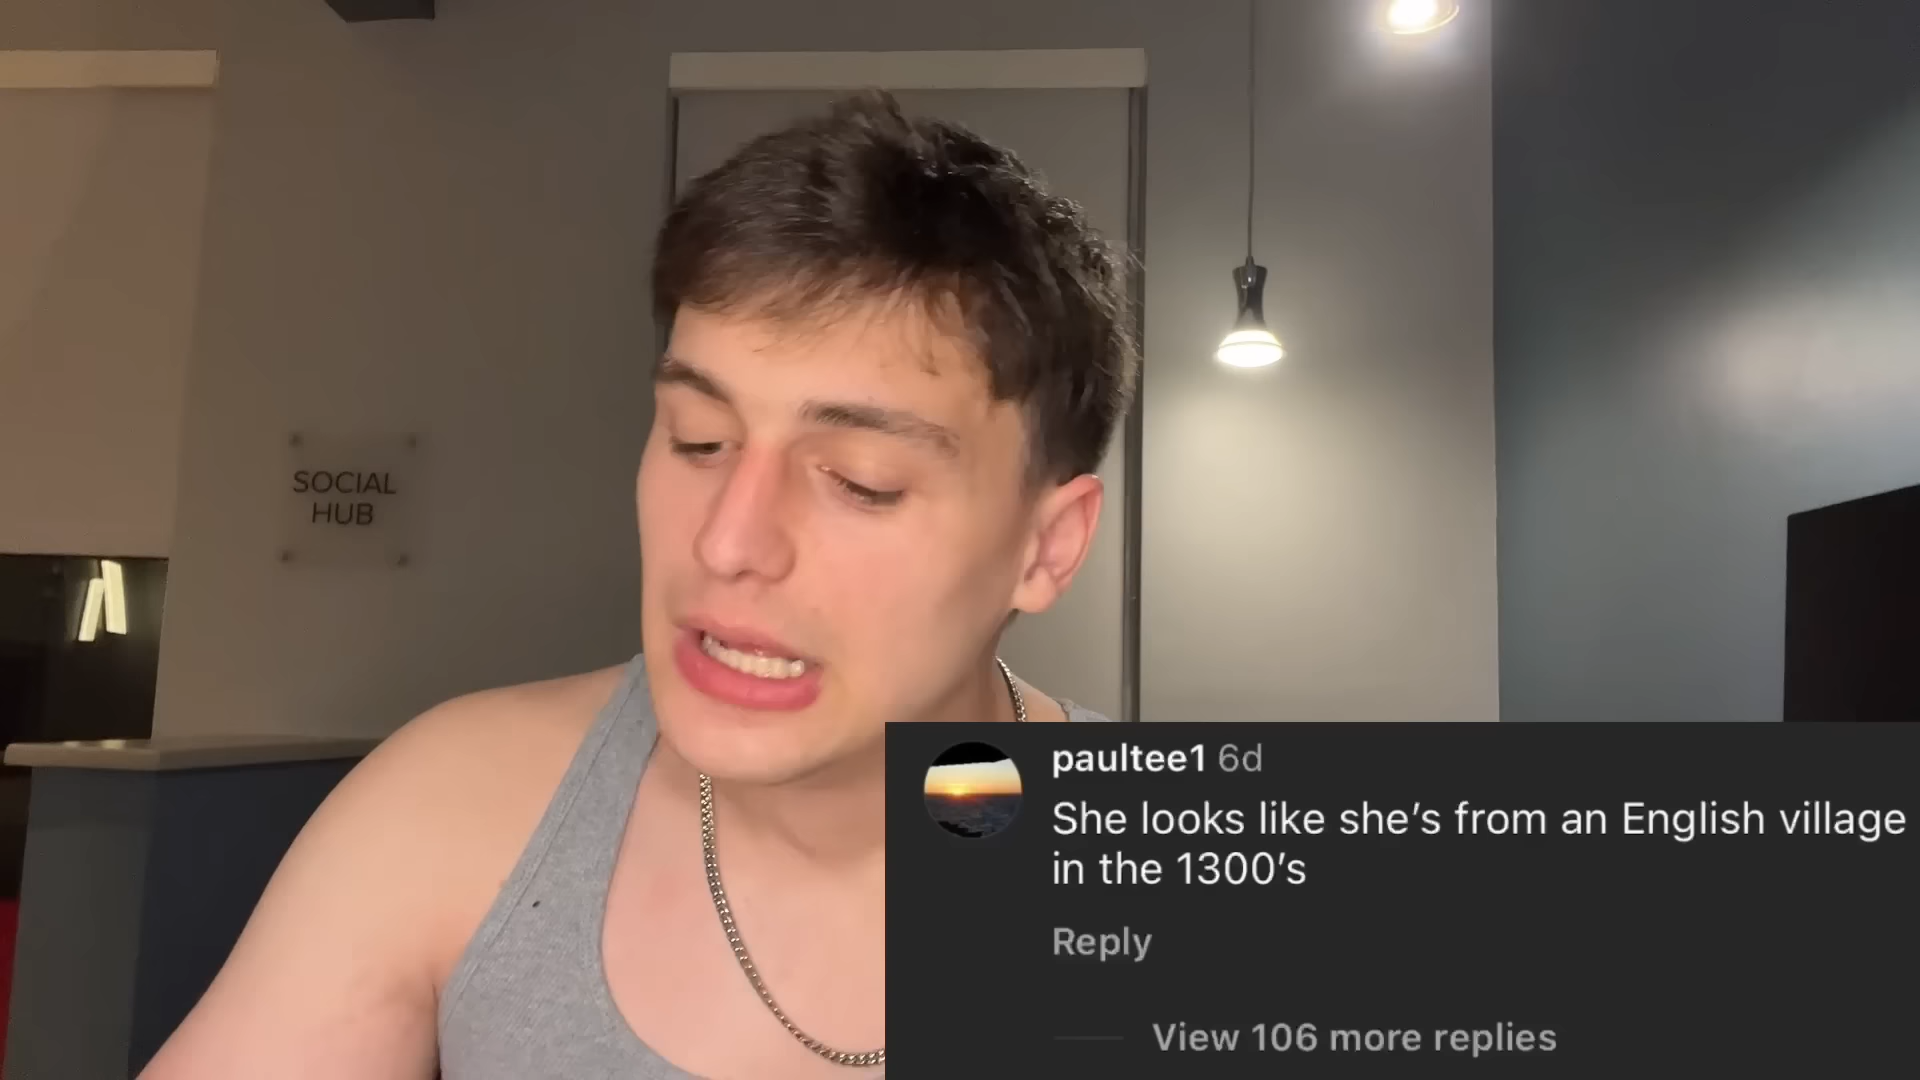 SOCIAL
HUB
paultee1 6d
She looks like she’s from an English village
in the 1300’s
Reply
View 106 more replies